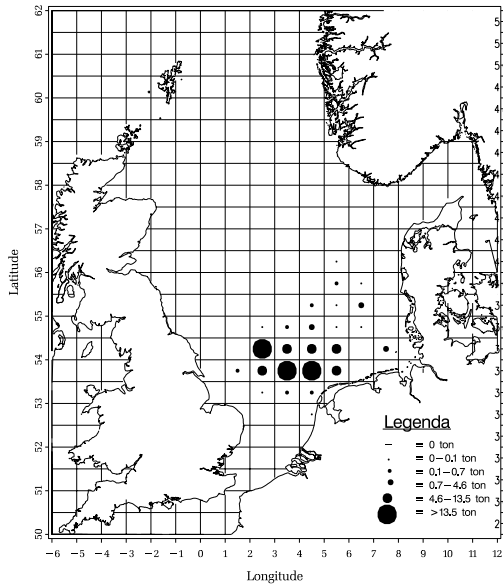 62
61
60
59
58
57
56
55
54
53
52
51
50
Latitude
Legenda
– = 0 ton
= 0–0.1 ton
= 0.1–0.7 ton
= 0.7–4.6 ton
= 4.6–13.5 ton
= >13.5 ton
−6 −5 −4 −3 −2 −1 0 1 2 3 4 5 6 7 8 9 10 11 12
Longitude